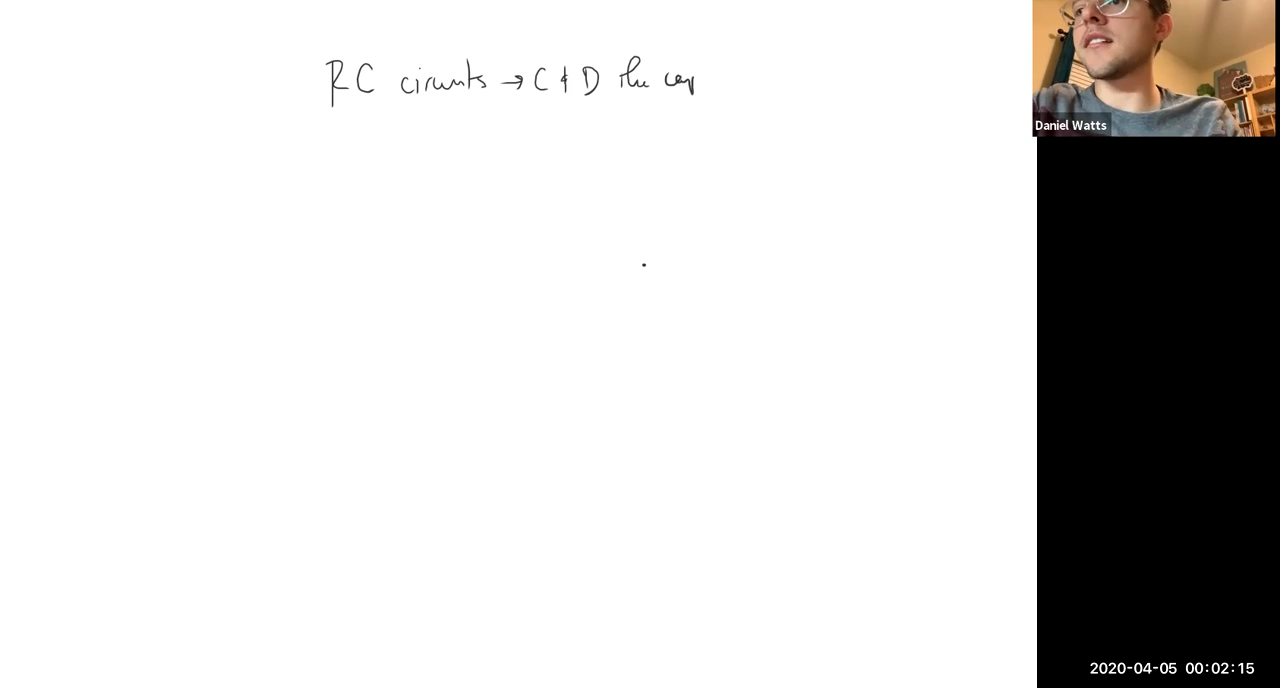 RC circuits → C & D the cap
Daniel Watts
2020-04-05 00:02:15